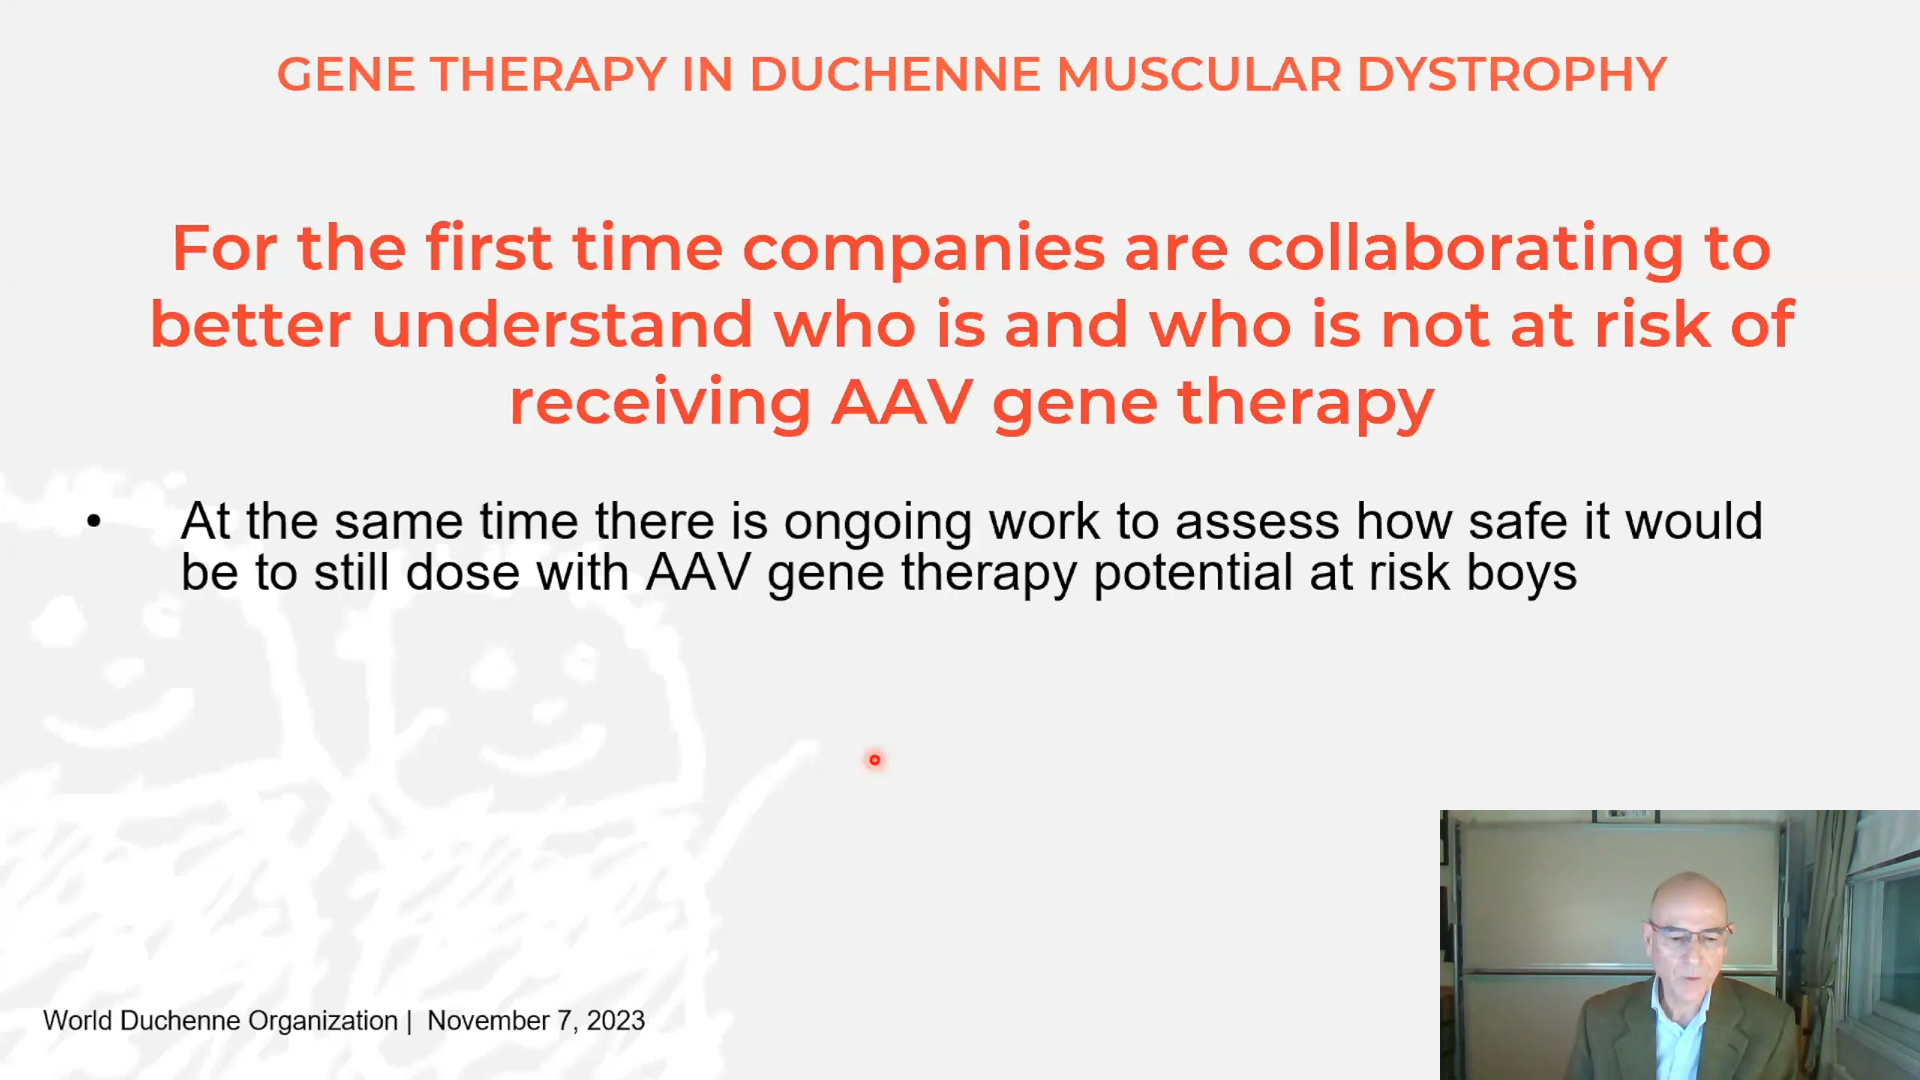 GENE THERAPY IN DUCHENNE MUSCULAR DYSTROPHY
For the first time companies are collaborating to
better understand who is and who is not at risk of
receiving AAV gene therapy
• At the same time there is ongoing work to assess how safe it would
be to still dose with AAV gene therapy potential at risk boys
World Duchenne Organization | November 7, 2023